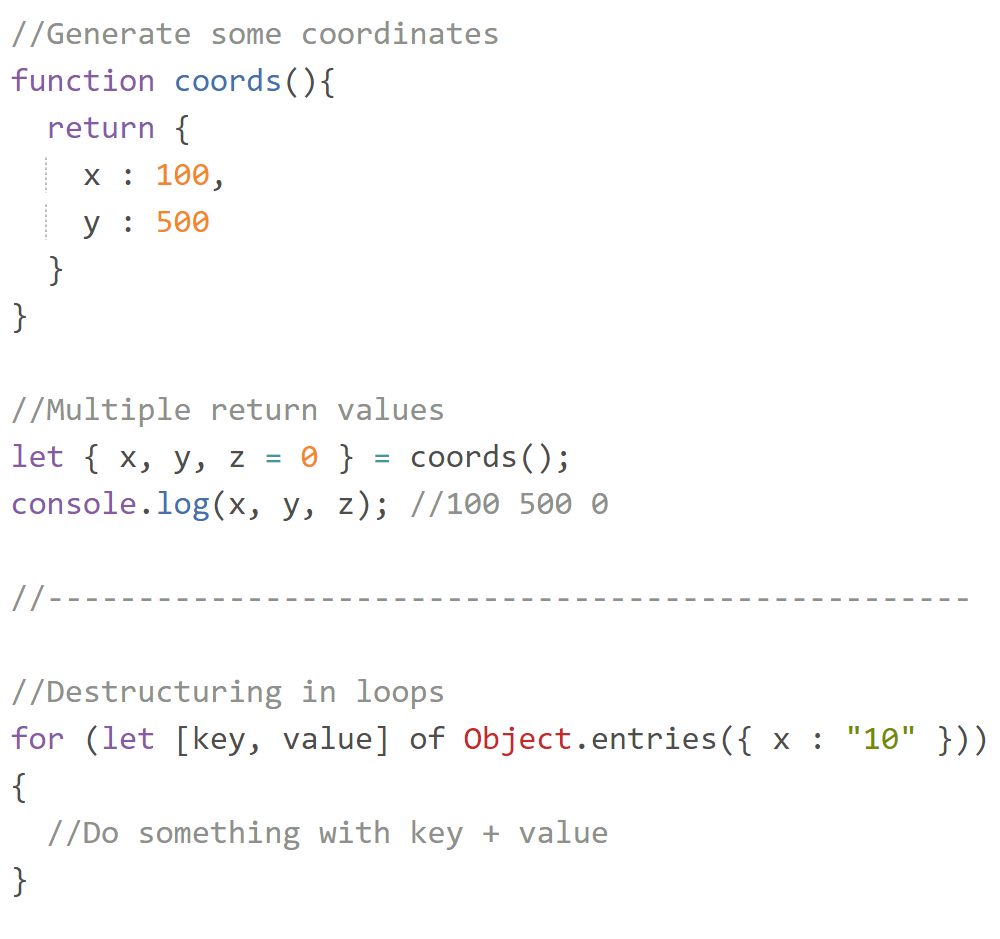 //Generate some coordinates
function coords(){
  return {
    x : 100,
    y : 500
  }
}

//Multiple return values
let { x, y, z = 0 } = coords();
console.log(x, y, z); //100 500 0

//---------------------------------------------------

//Destructuring in loops
for (let [key, value] of Object.entries({ x : "10" }))
{
  //Do something with key + value
}